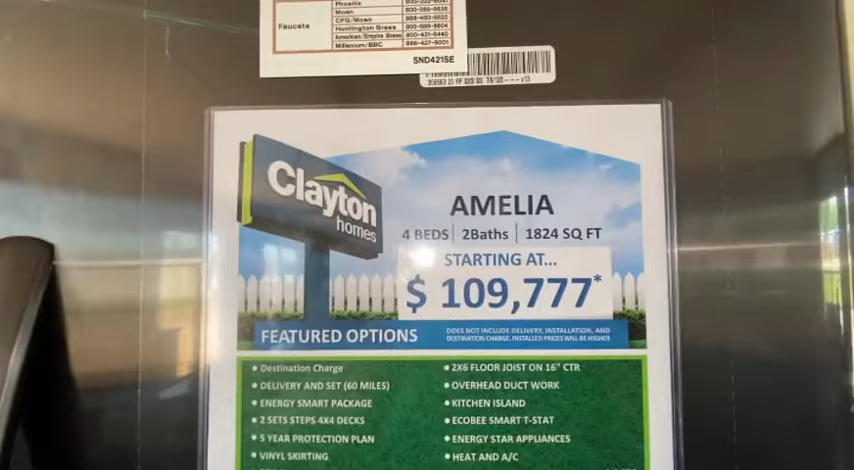 Phoenix 800-222-6041
Moen
CFG/Moen
Faucets
Huntington Brass
American/Empire Brass
Millenium/BBC
SND421SE
Clayton
homes
AMELIA
4 BEDS | 2Baths | 1824 SQ FT
STARTING AT...
$ 109,777*
FEATURED OPTIONS
DOES NOT INCLUDE DELIVERY, INSTALLATION, AND
DESTINATION CHARGE. INSTALLED PRICES WILL BE HIGHER
• Destination Charge
• DELIVERY AND SET (60 MILES)
• ENERGY SMART PACKAGE
• 2 SETS STEPS 4X4 DECKS
• 5 YEAR PROTECTION PLAN
• VINYL SKIRTING
• 2X6 FLOOR JOIST ON 16" CTR
• OVERHEAD DUCT WORK
• KITCHEN ISLAND
• ECOBEE SMART T-STAT
• ENERGY STAR APPLIANCES
• HEAT AND A/C